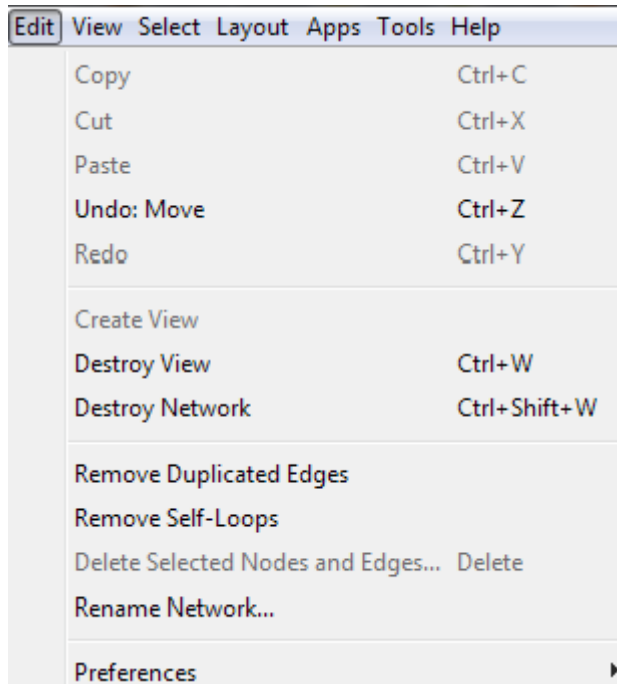 Edit View Select Layout Apps Tools Help
Copy Ctrl+C
Cut Ctrl+X
Paste Ctrl+V
Undo: Move Ctrl+Z
Redo Ctrl+Y
Create View
Destroy View Ctrl+W
Destroy Network Ctrl+Shift+W
Remove Duplicated Edges
Remove Self-Loops
Delete Selected Nodes and Edges... Delete
Rename Network...
Preferences